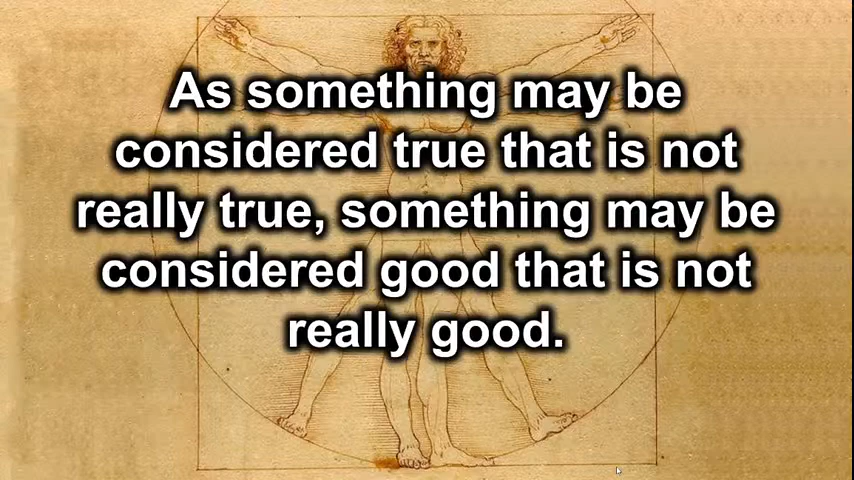 As something may be
considered true that is not
really true, something may be
considered good that is not
really good.